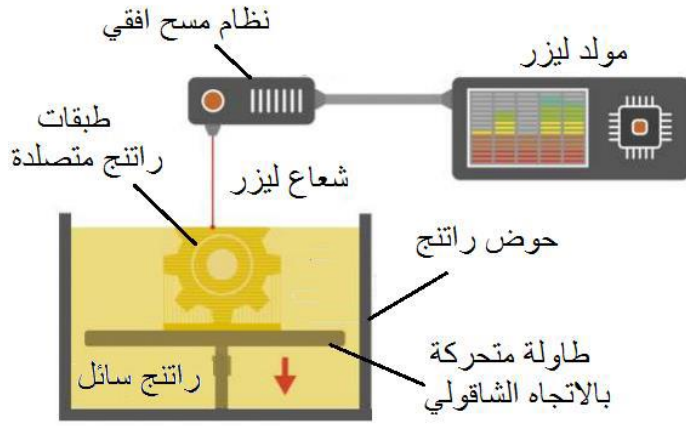 نظام مسح افقي
مولد ليزر
طبقات
راتنج متصلدة
شعاع ليزر
حوض راتنج
طاولة متحركة
بالاتجاه الشاقولي
راتنج سائل